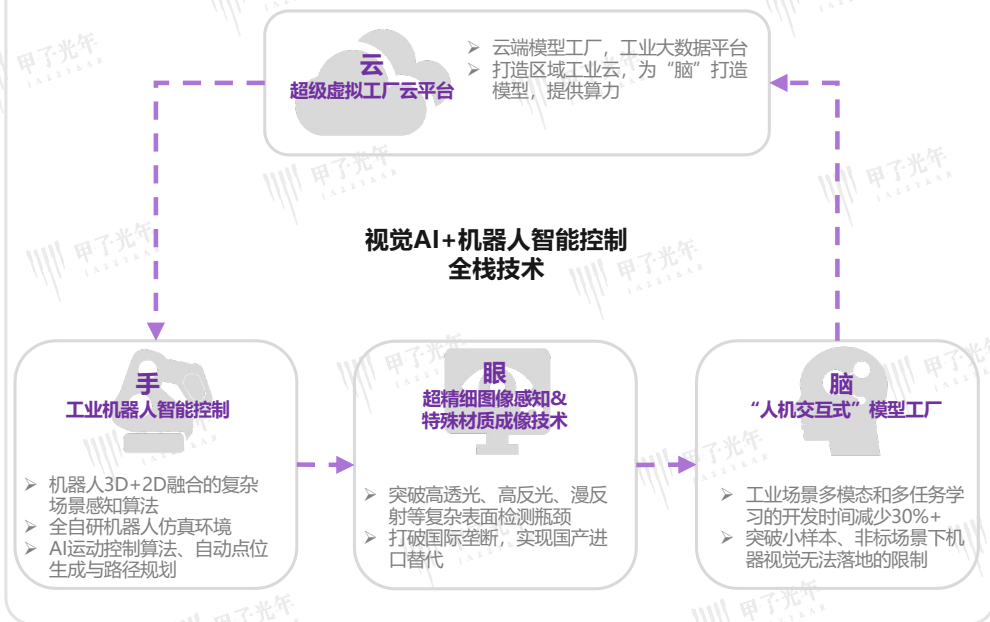 云
超级虚拟工厂云平台
➢ 云端模型工厂，工业大数据平台
➢ 打造区域工业云，为“脑”打造
模型，提供算力
视觉AI+机器人智能控制
全栈技术
手
工业机器人智能控制
➢ 机器人3D+2D融合的复杂
场景感知算法
➢ 全自研机器人仿真环境
➢ AI运动控制算法、自动点位
生成与路径规划
眼
超精细图像感知&
特殊材质成像技术
➢ 突破高透光、高反光、漫反
射等复杂表面检测瓶颈
➢ 打破国际垄断，实现国产进
口替代
脑
“人机交互式”模型工厂
➢ 工业场景多模态和多任务学
习的开发时间减少30%+
➢ 突破小样本、非标场景下机
器视觉无法落地的限制
甲子光年
JAZZYEAR